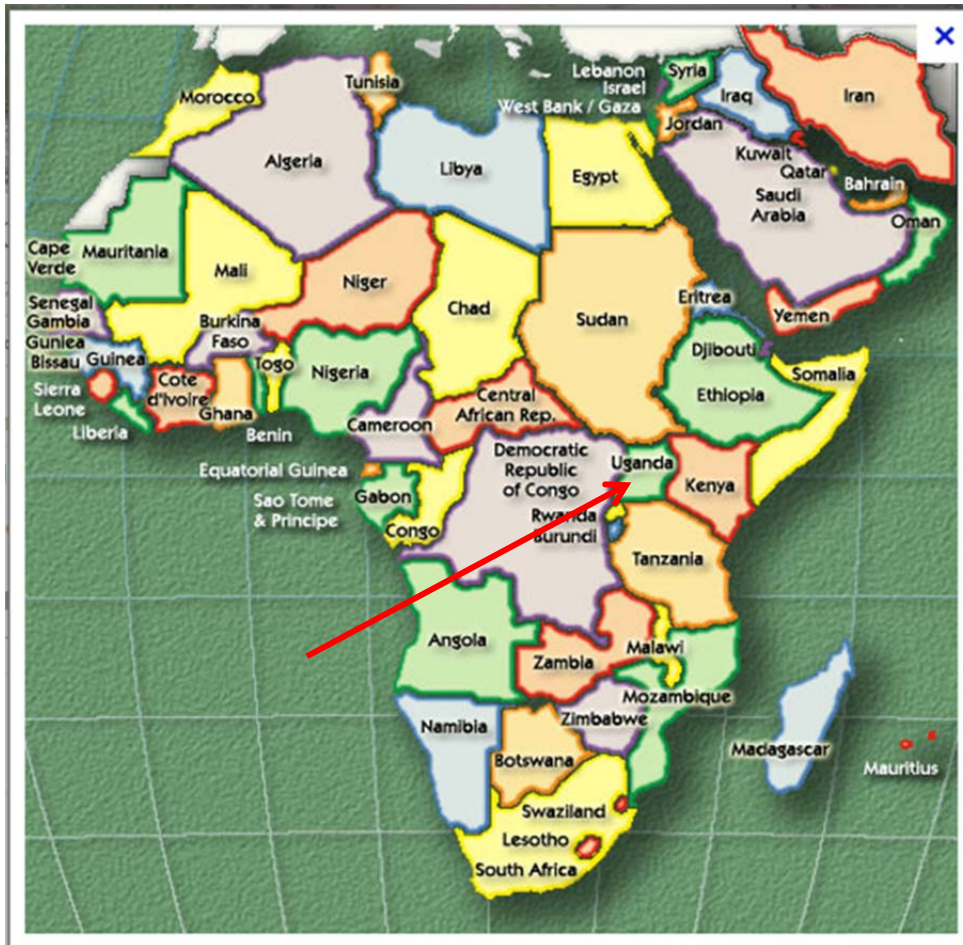 Morocco
Tunisia
Algeria
Libya
Egypt
Lebanon
Israel
West Bank / Gaza
Syria
Jordan
Iraq
Iran
Kuwait
Qatar
Bahrain
Saudi
Arabia
Oman
Yemen
Cape
Verde
Mauritania
Mali
Niger
Chad
Sudan
Eritrea
Djibouti
Ethiopia
Somalia
Senegal
Gambia
Guniea
Bissau
Guinea
Burkina
Faso
Sierra
Leone
Liberia
Cote
d'Ivoire
Ghana
Togo
Benin
Nigeria
Cameroon
Central
African Rep.
Equatorial Guinea
Sao Tome
& Principe
Gabon
Congo
Democratic
Republic
of Congo
Uganda
Kenya
Rwanda
Burundi
Tanzania
Angola
Zambia
Malawi
Mozambique
Zimbabwe
Namibia
Botswana
Madagascar
Mauritius
Swaziland
Lesotho
South Africa